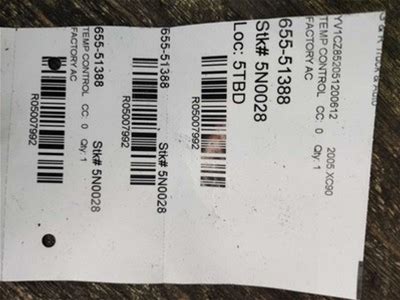 & Auto
YV1CZ852051200612 2005 XC90
TEMP CONTROL CC: 0 Qty: 1
FACTORY AC
655-51388
Stk# 5N0028
Loc: 5TBD
R05007992
655-51388 Stk# 5N0028
R05007992
655-51388
TEMP CONTROL CC: 0 Qty: 1
FACTORY AC
Stk# 5N0028
R05007992